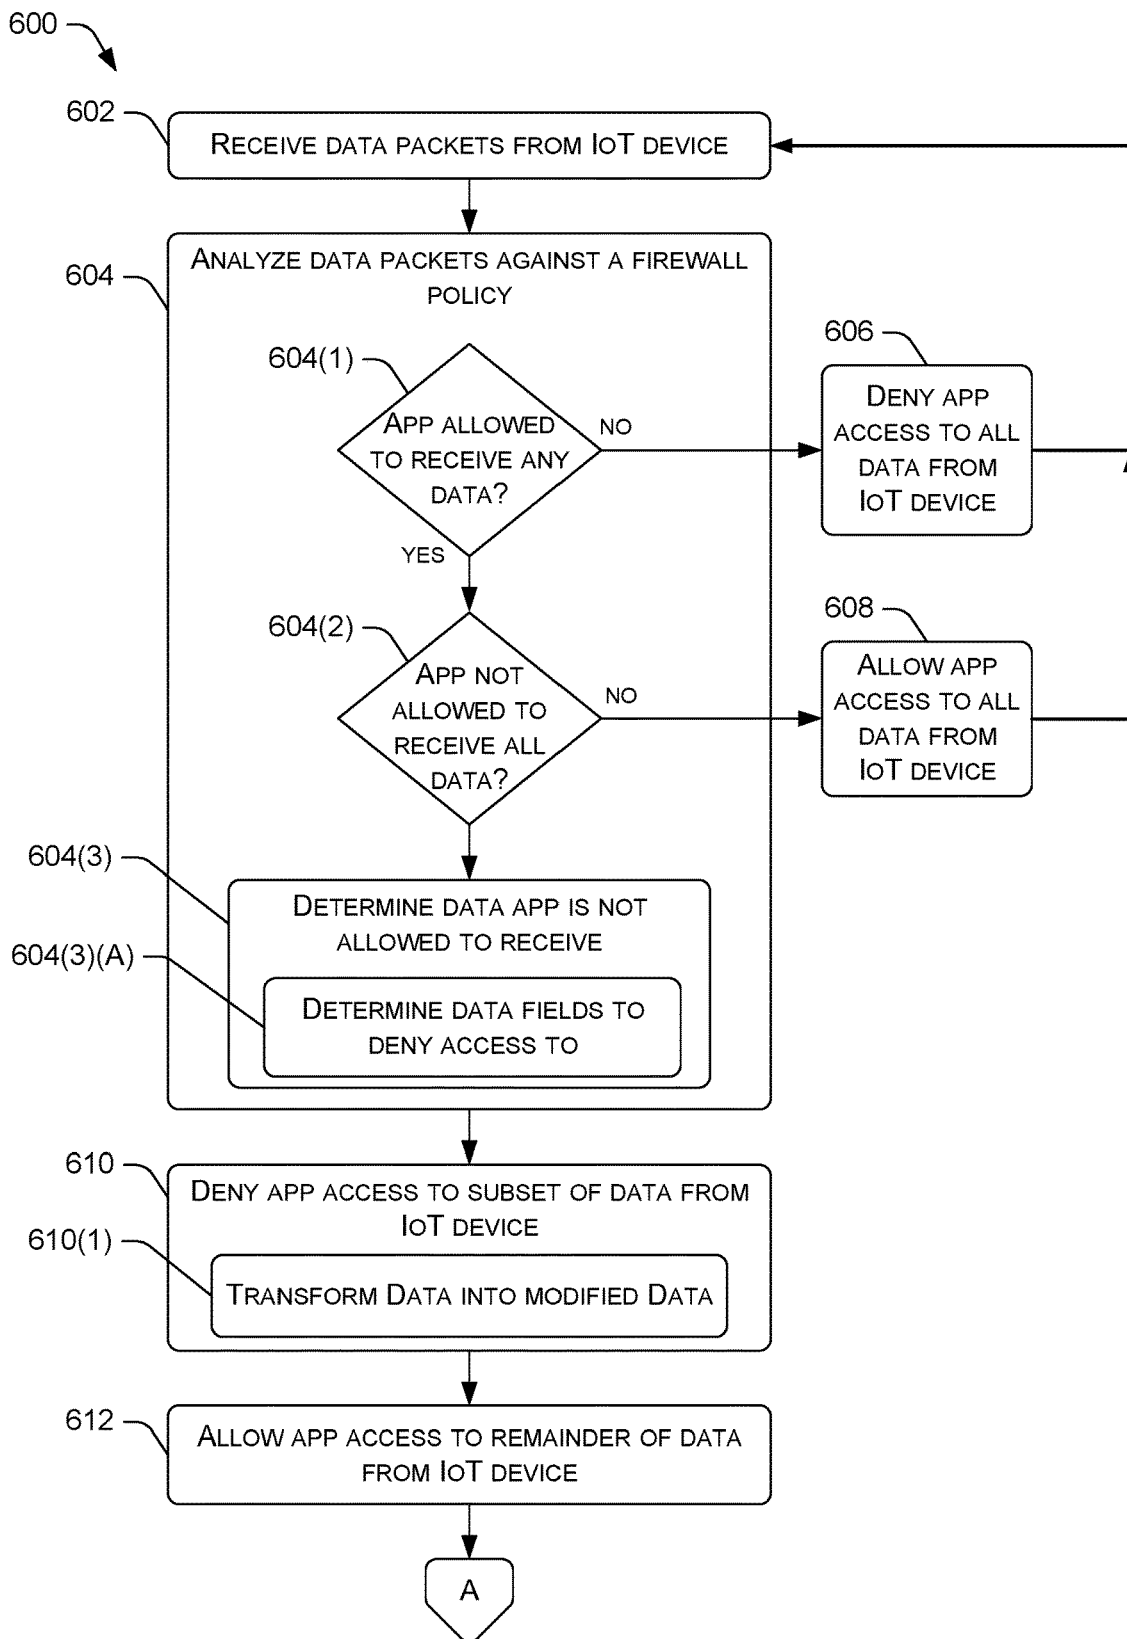 600
602
RECEIVE DATA PACKETS FROM IOT DEVICE
604
ANALYZE DATA PACKETS AGAINST A FIREWALL
POLICY
604(1)
APP ALLOWED
TO RECEIVE ANY
DATA?
NO
YES
606
DENY APP
ACCESS TO ALL
DATA FROM
IOT DEVICE
604(2)
APP NOT
ALLOWED TO
RECEIVE ALL
DATA?
NO
608
ALLOW APP
ACCESS TO ALL
DATA FROM
IOT DEVICE
604(3)
DETERMINE DATA APP IS NOT
ALLOWED TO RECEIVE
604(3)(A)
DETERMINE DATA FIELDS TO
DENY ACCESS TO
610
DENY APP ACCESS TO SUBSET OF DATA FROM
IOT DEVICE
610(1)
TRANSFORM DATA INTO MODIFIED DATA
612
ALLOW APP ACCESS TO REMAINDER OF DATA
FROM IOT DEVICE
A